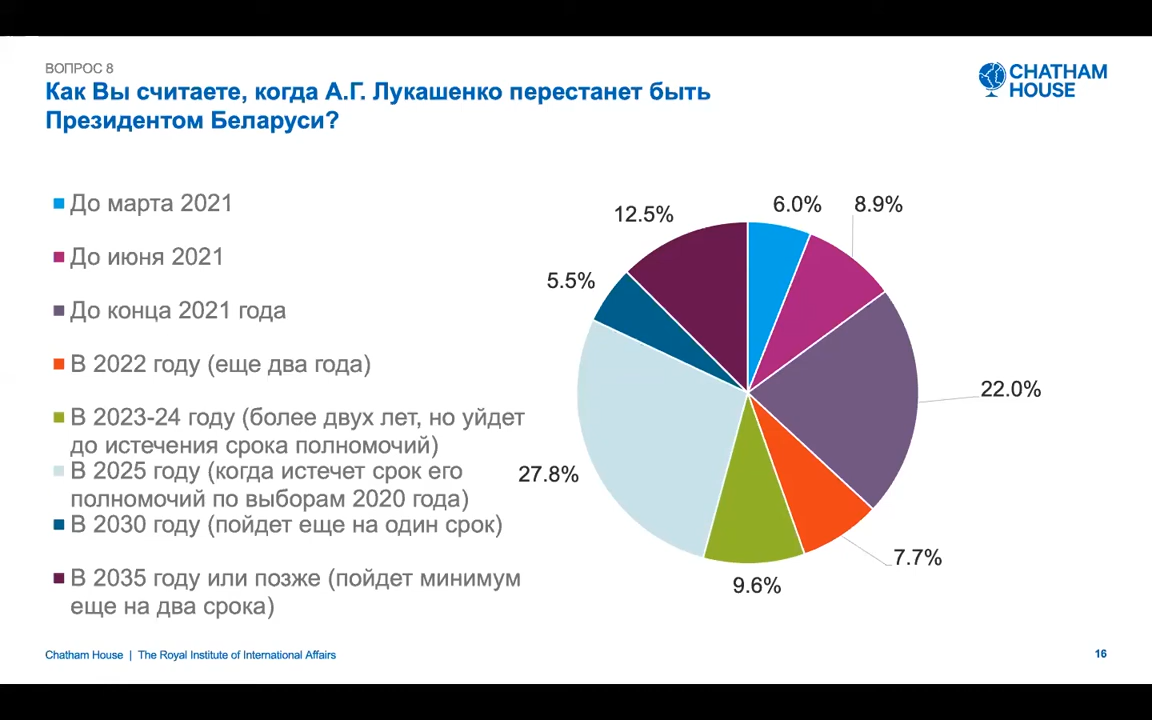 ВОПРОС 8
Как Вы считаете, когда А.Г. Лукашенко перестанет быть
Президентом Беларуси?
CHATHAM
HOUSE
До марта 2021
До июня 2021
До конца 2021 года
В 2022 году (еще два года)
В 2023-24 году (более двух лет, но уйдет
до истечения срока полномочий)
В 2025 году (когда истечет срок его
полномочий по выборам 2020 года)
В 2030 году (пойдет еще на один срок)
В 2035 году или позже (пойдет минимум
еще на два срока)
6.0%
8.9%
22.0%
7.7%
9.6%
27.8%
5.5%
12.5%
Chatham House | The Royal Institute of International Affairs
16